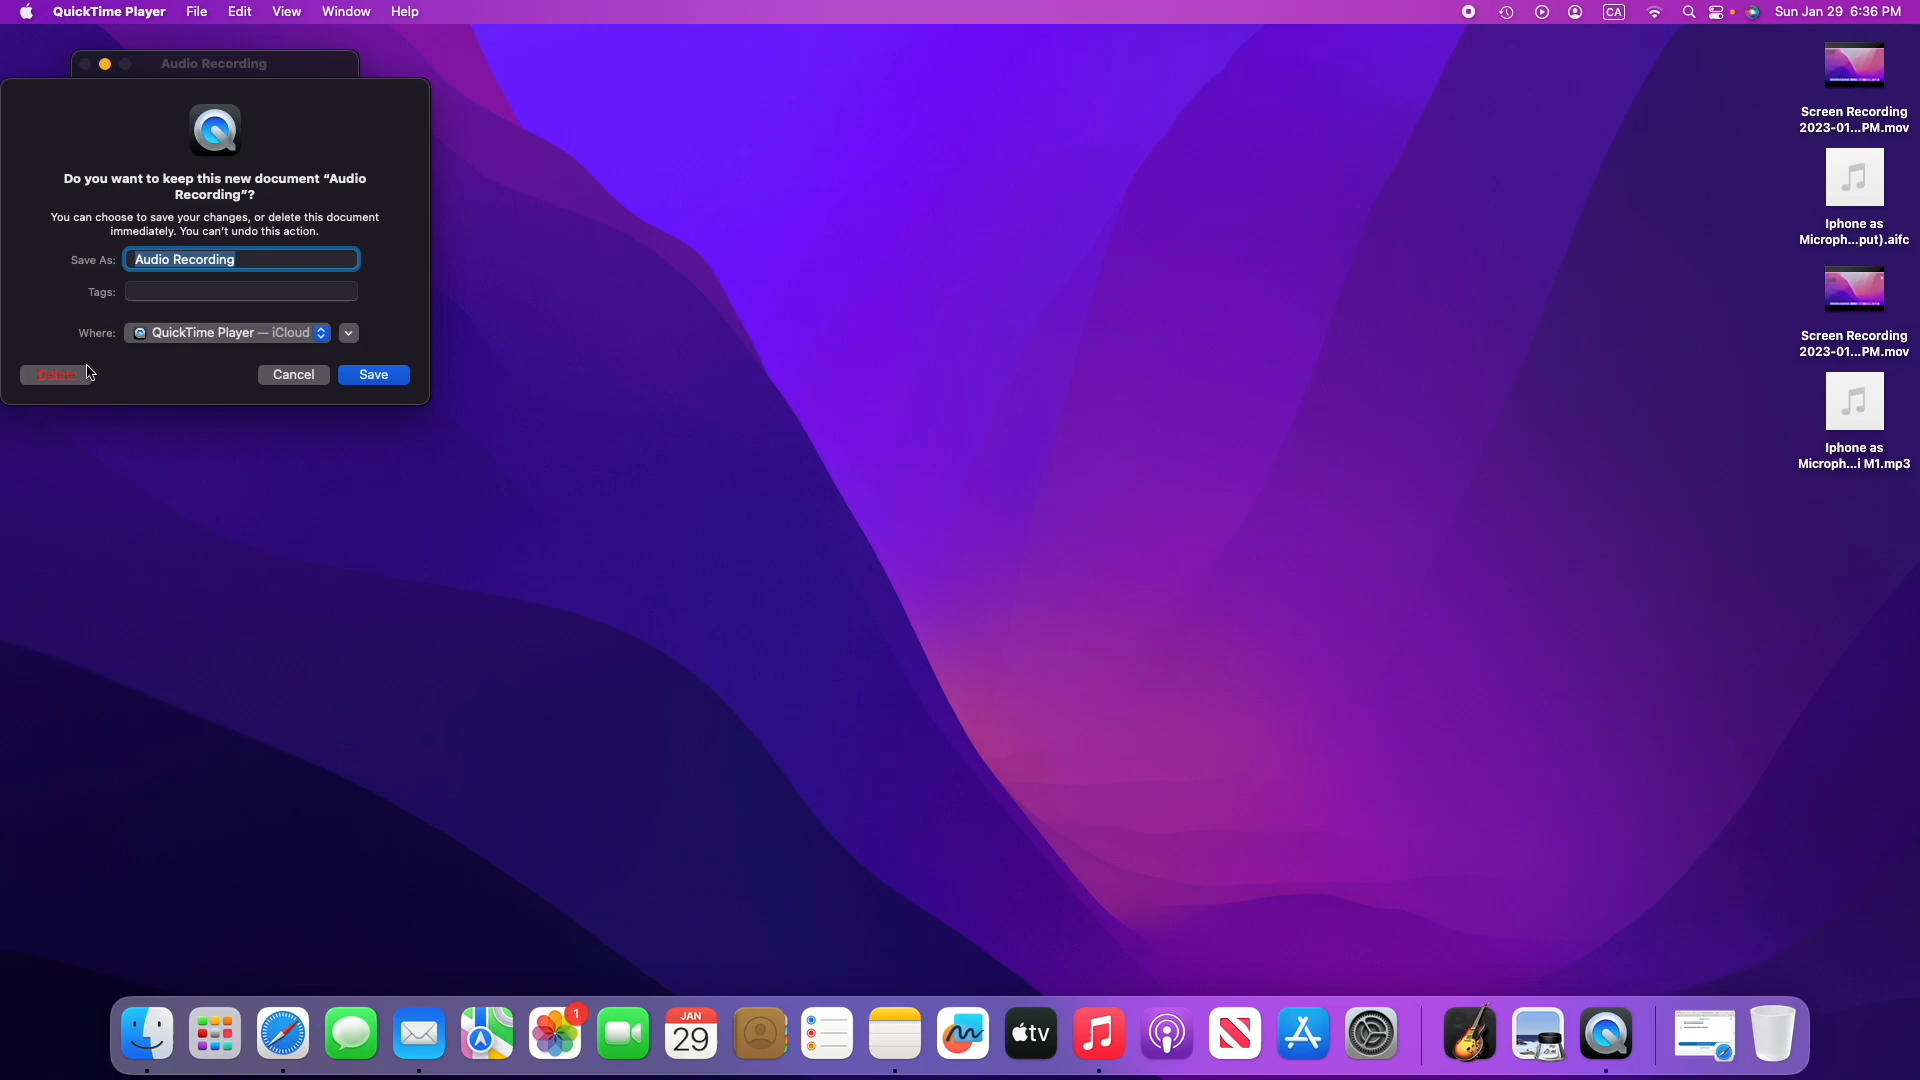 QuickTime Player File Edit View Window Help
CA Sun Jan 29 6:36 PM
Audio Recording
Do you want to keep this new document “Audio
Recording”?
You can choose to save your changes, or delete this document
immediately. You can’t undo this action.
Save As: Audio Recording
Tags:
Where: QuickTime Player — iCloud
Delete Cancel Save
Screen Recording
2023-01...PM.mov
Iphone as
Microph...put).aifc
Screen Recording
2023-01...PM.mov
Iphone as
Microph...i M1.mp3
1
JAN
29
tv